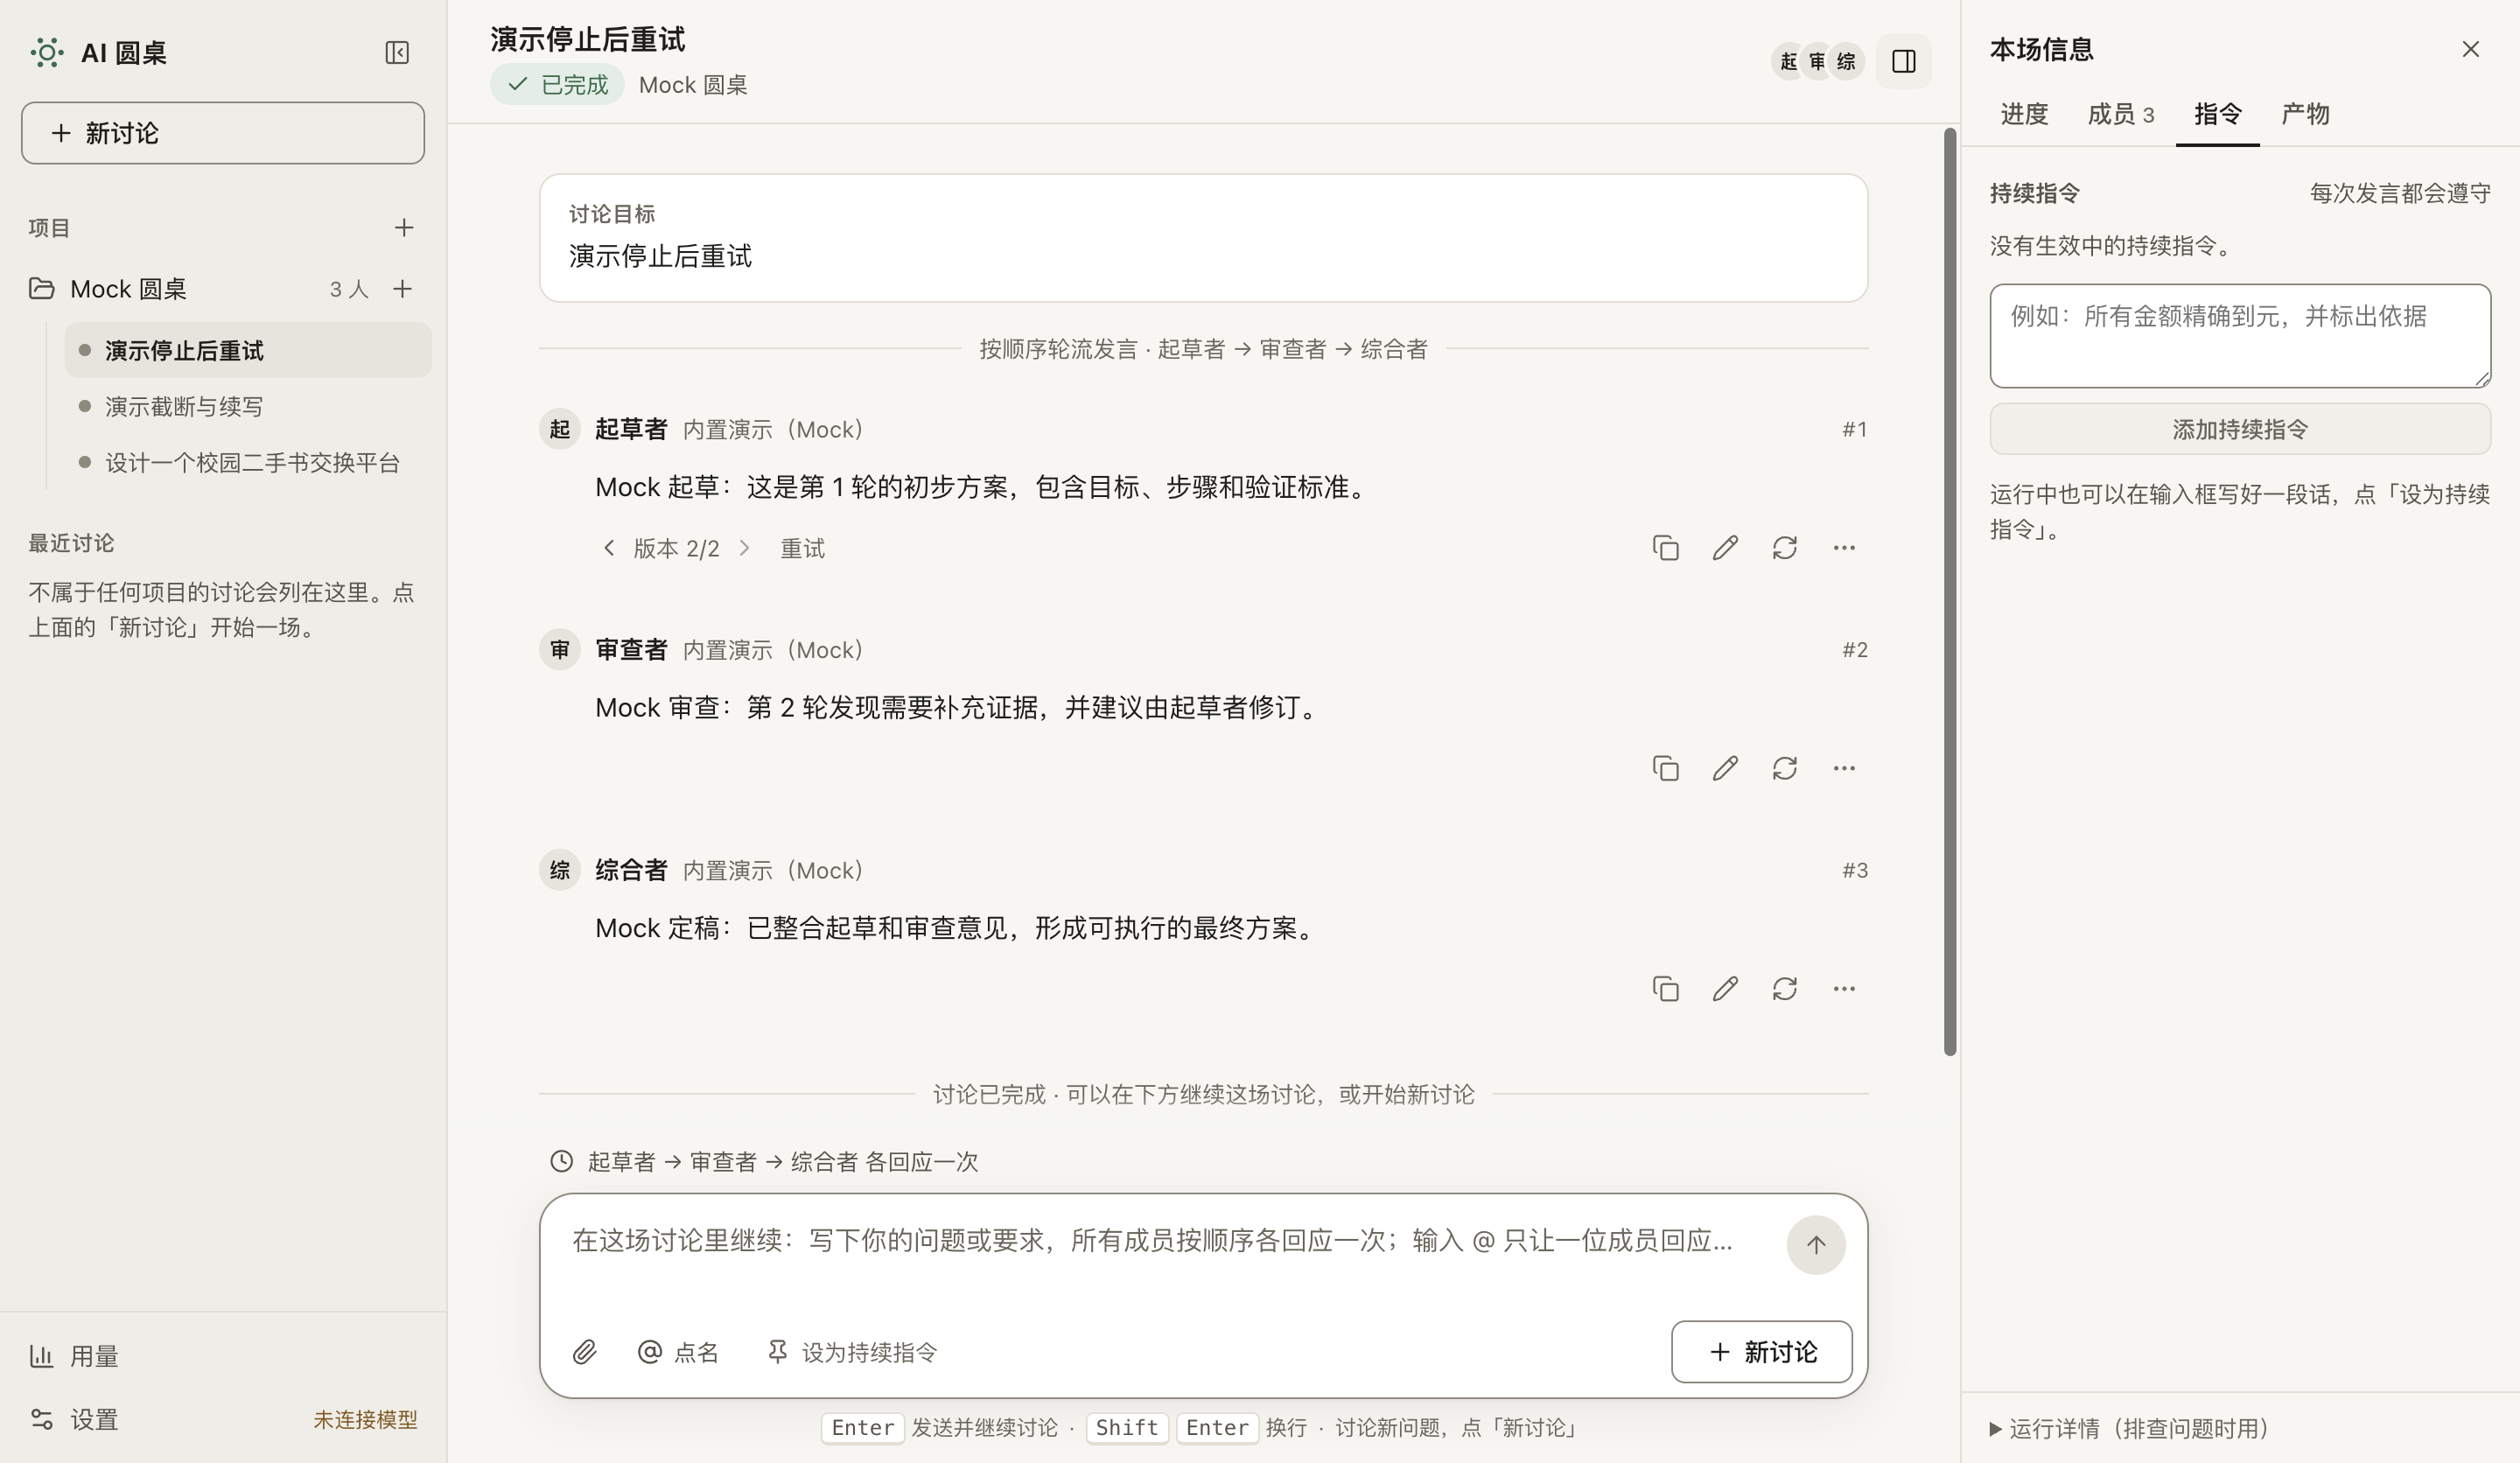 AI 圆桌
新讨论
项目
Mock 圆桌 3 人
演示停止后重试
演示截断与续写
设计一个校园二手书交换平台
最近讨论
不属于任何项目的讨论会列在这里。点
上面的「新讨论」开始一场。
用量
设置 未连接模型
演示停止后重试
已完成 Mock 圆桌
起 审 综
讨论目标
演示停止后重试
按顺序轮流发言 · 起草者 → 审查者 → 综合者
起 起草者 内置演示（Mock） #1
Mock 起草：这是第 1 轮的初步方案，包含目标、步骤和验证标准。
版本 2/2 重试
审 审查者 内置演示（Mock） #2
Mock 审查：第 2 轮发现需要补充证据，并建议由起草者修订。
综 综合者 内置演示（Mock） #3
Mock 定稿：已整合起草和审查意见，形成可执行的最终方案。
讨论已完成 · 可以在下方继续这场讨论，或开始新讨论
起草者 → 审查者 → 综合者 各回应一次
在这场讨论里继续：写下你的问题或要求，所有成员按顺序各回应一次；输入 @ 只让一位成员回应...
点名 设为持续指令 新讨论
Enter 发送并继续讨论 · Shift Enter 换行 · 讨论新问题，点「新讨论」
本场信息
进度 成员 3 指令 产物
持续指令 每次发言都会遵守
没有生效中的持续指令。
例如：所有金额精确到元，并标出依据
添加持续指令
运行中也可以在输入框写好一段话，点「设为持续
指令」。
运行详情（排查问题时用）